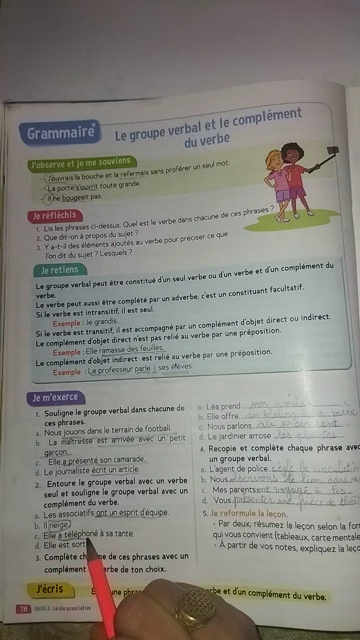 Grammaire
Le groupe verbal et le complément
du verbe
J'observe et je me souviens
- J'ouvrais la bouche et la refermais sans proférer un seul mot.
- La porte s'ouvrit toute grande.
- Il ne bougeait pas.
Je réfléchis
1. Lis les phrases ci-dessus. Quel est le verbe dans chacune de ces phrases ?
2. Que dit-on à propos du sujet ?
3. Y a-t-il des éléments ajoutés au verbe pour préciser ce que
l'on dit du sujet ? Lesquels ?
Je retiens
Le groupe verbal peut être constitué d'un seul verbe ou d'un verbe et d'un complément du
verbe.
Le verbe peut aussi être complété par un adverbe, c'est un constituant facultatif.
Si le verbe est intransitif, il est seul.
Exemple : Je grandis.
Si le verbe est transitif, il est accompagné par un complément d'objet direct ou indirect.
Le complément d'objet direct n'est pas relié au verbe par une préposition.
Exemple : Elle ramasse des feuilles.
Le complément d'objet indirect est relié au verbe par une préposition.
Exemple : Le professeur parle à ses élèves.
Je m'exerce
1. Souligne le groupe verbal dans chacune de
ces phrases.
a. Nous jouons dans le terrain de football.
b. La maîtresse est arrivée avec un petit
garçon.
c. Elle a présenté son camarade.
d. Le journaliste écrit un article.
2. Entoure le groupe verbal avec un verbe
seul et souligne le groupe verbal avec un
complément du verbe.
a. Les associatifs ont un esprit d'équipe.
b. Il neige.
c. Elle a téléphoné à sa tante.
d. Elle est sort
3. Complète chacune de ces phrases avec un
complément verbe de ton choix.
a. Léa prend
b. Elle offre
c. Nous parlons
d. Le jardinier arrose
4. Recopie et complète chaque phrase avec
un groupe verbal.
a. L'agent de police
b. Nous
c. Mes parents
d. Vous
5. Je reformule la leçon.
- Par deux, résumez la leçon selon la for
qui vous convient (tableaux, carte mentale
- À partir de vos notes, expliquez la leço
J'écris
une phra
rbe et d'un complément du verbe.
78
Unité 5 - La vie associative